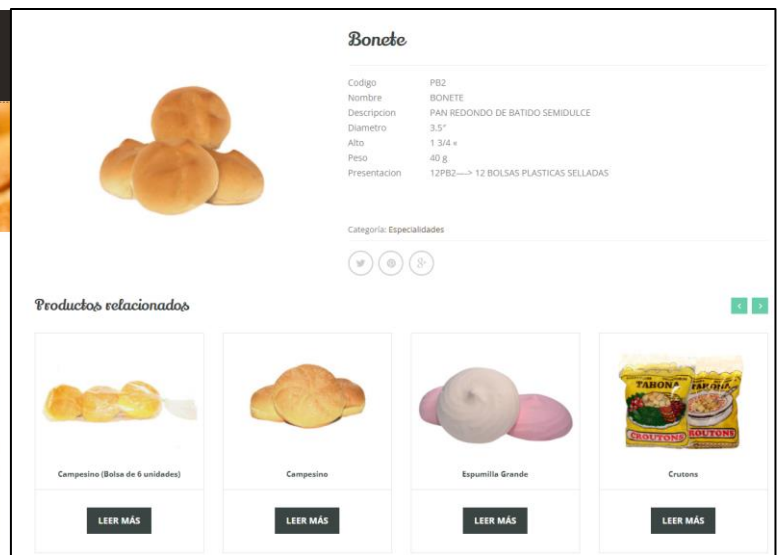 Bonete
Codigo PB2
Nombre BONETE
Descripcion PAN REDONDO DE BATIDO SEMIDULCE
Diametro 3.5"
Alto 1 3/4 «
Peso 40 g
Presentacion 12PB2—-> 12 BOLSAS PLASTICAS SELLADAS
Categoría: Especialidades
Productos relacionados
TAHONA
CROUTONS
Campesino (Bolsa de 6 unidades)
Campesino
Espumilla Grande
Crutons
LEER MÁS
LEER MÁS
LEER MÁS
LEER MÁS